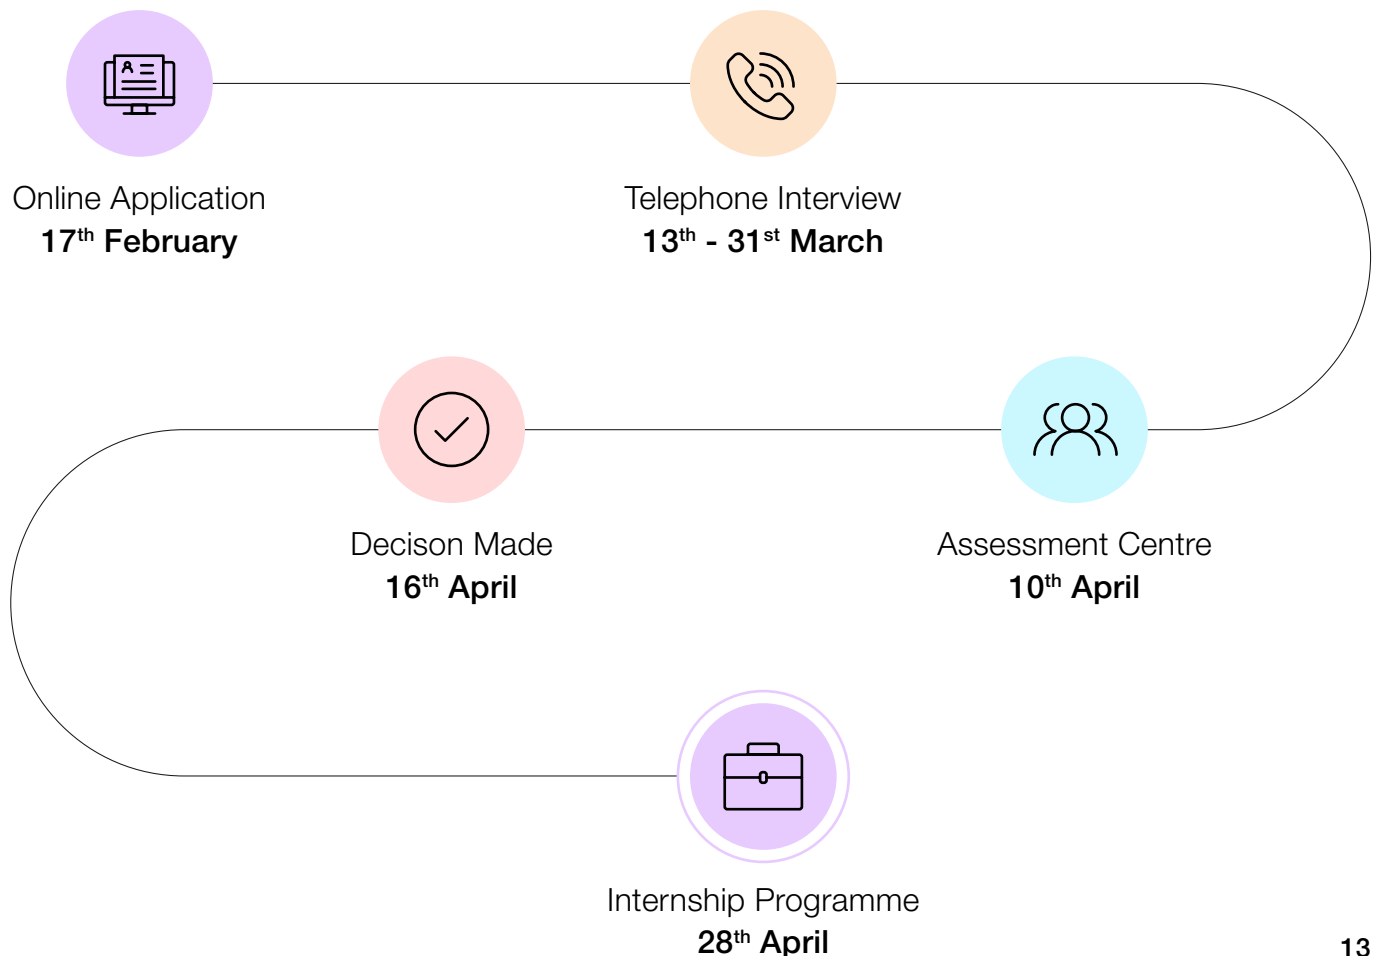 Online Application
17th February
Telephone Interview
13th - 31st March
Decison Made
16th April
Assessment Centre
10th April
Internship Programme
28th April
13